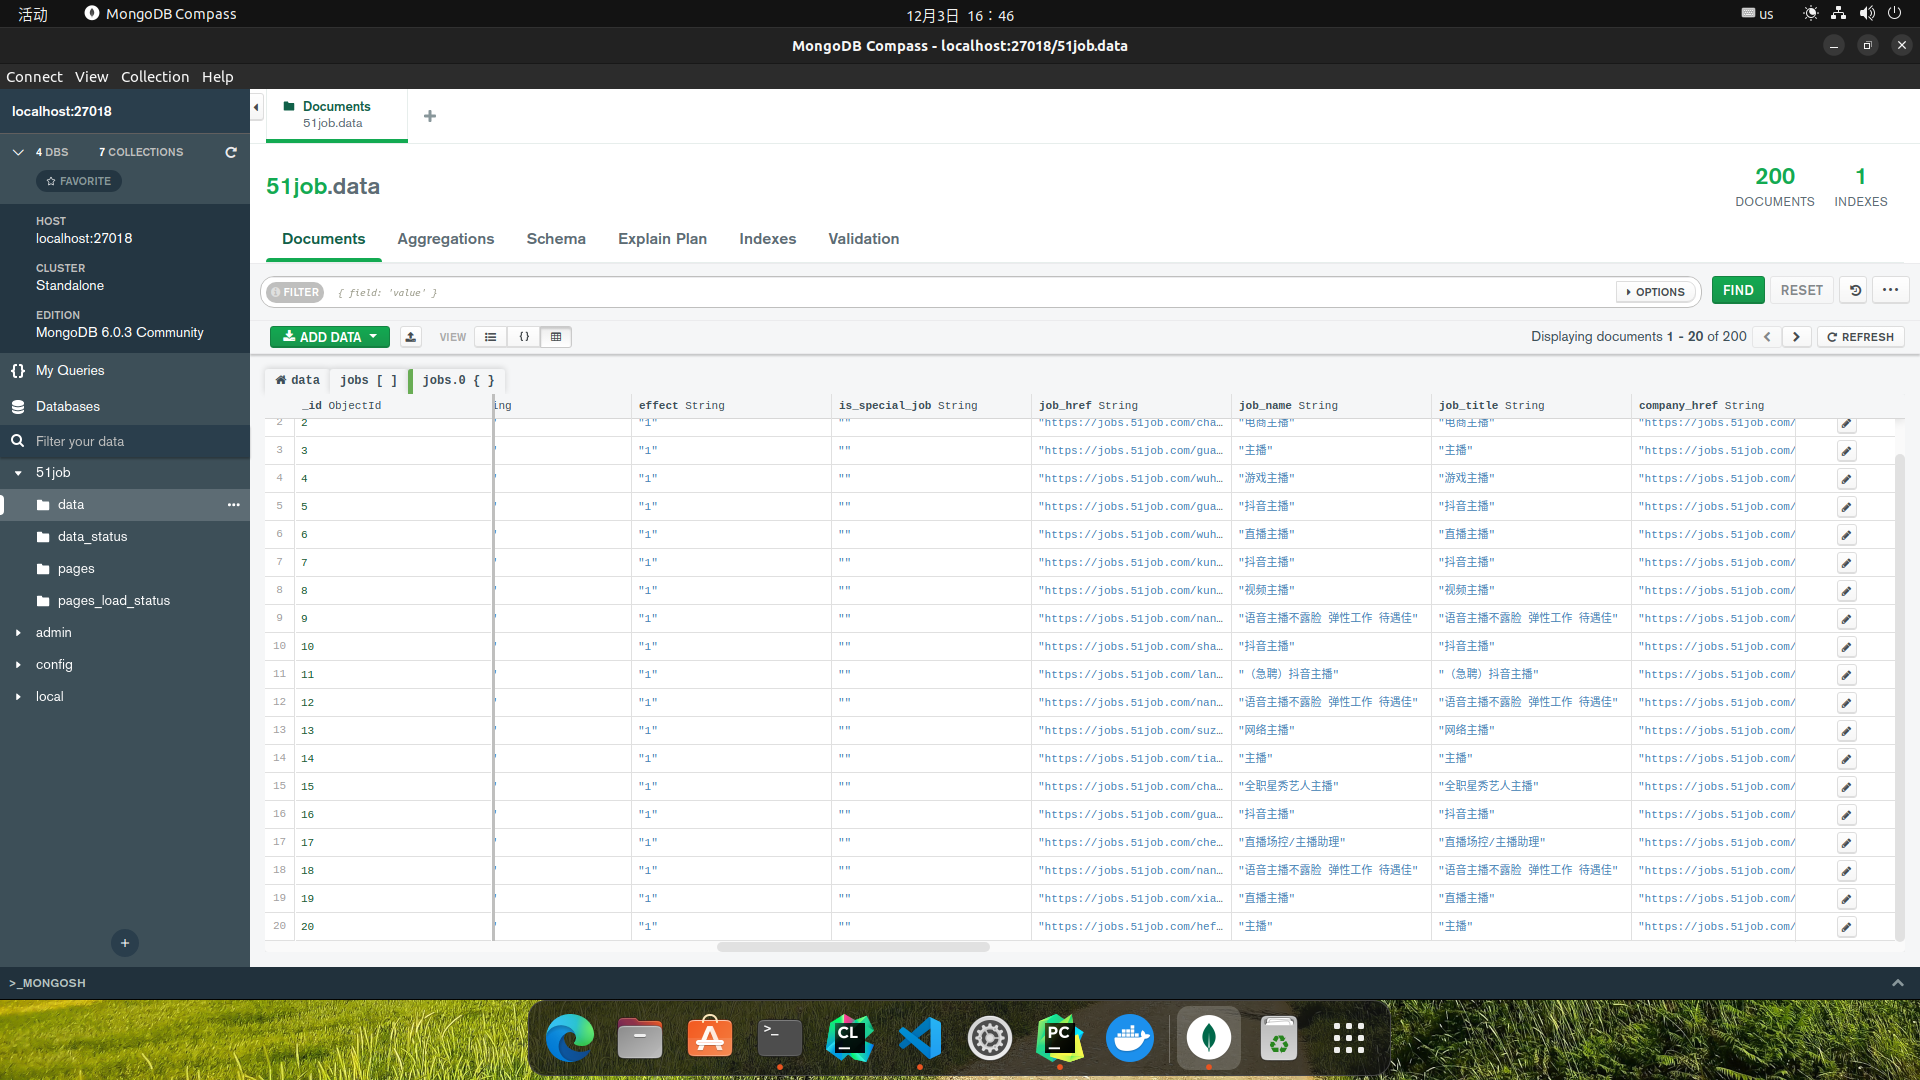 活动 MongoDB Compass 12月3日 16：46 us
MongoDB Compass - localhost:27018/51job.data
Connect View Collection Help
localhost:27018
4 DBS 7 COLLECTIONS
FAVORITE
HOST
localhost:27018
CLUSTER
Standalone
EDITION
MongoDB 6.0.3 Community
{} My Queries
Databases
Filter your data
51job
data •••
data_status
pages
pages_load_status
admin
config
local
+
Documents
51job.data
+
51job.data
200
DOCUMENTS
1
INDEXES
Documents Aggregations Schema Explain Plan Indexes Validation
FILTER { field: 'value' } OPTIONS FIND RESET •••
ADD DATA VIEW {} Displaying documents 1 - 20 of 200 < > REFRESH
data jobs [ ] jobs.0 { }
_id ObjectId ing effect String is_special_job String job_href String job_name String job_title String company_href String
2 2 "1" "" "https://jobs.51job.com/cha… "电商主播" "电商主播" "https://jobs.51job.com/
3 3 "1" "" "https://jobs.51job.com/gua… "主播" "主播" "https://jobs.51job.com/
4 4 "1" "" "https://jobs.51job.com/wuh… "游戏主播" "游戏主播" "https://jobs.51job.com/
5 5 "1" "" "https://jobs.51job.com/gua… "抖音主播" "抖音主播" "https://jobs.51job.com/
6 6 "1" "" "https://jobs.51job.com/wuh… "直播主播" "直播主播" "https://jobs.51job.com/
7 7 "1" "" "https://jobs.51job.com/kun… "抖音主播" "抖音主播" "https://jobs.51job.com/
8 8 "1" "" "https://jobs.51job.com/kun… "视频主播" "视频主播" "https://jobs.51job.com/
9 9 "1" "" "https://jobs.51job.com/nan… "语音主播不露脸 弹性工作 待遇佳" "语音主播不露脸 弹性工作 待遇佳" "https://jobs.51job.com/
10 10 "1" "" "https://jobs.51job.com/sha… "抖音主播" "抖音主播" "https://jobs.51job.com/
11 11 "1" "" "https://jobs.51job.com/lan… "（急聘）抖音主播" "（急聘）抖音主播" "https://jobs.51job.com/
12 12 "1" "" "https://jobs.51job.com/nan… "语音主播不露脸 弹性工作 待遇佳" "语音主播不露脸 弹性工作 待遇佳" "https://jobs.51job.com/
13 13 "1" "" "https://jobs.51job.com/suz… "网络主播" "网络主播" "https://jobs.51job.com/
14 14 "1" "" "https://jobs.51job.com/tia… "主播" "主播" "https://jobs.51job.com/
15 15 "1" "" "https://jobs.51job.com/cha… "全职星秀艺人主播" "全职星秀艺人主播" "https://jobs.51job.com/
16 16 "1" "" "https://jobs.51job.com/gua… "抖音主播" "抖音主播" "https://jobs.51job.com/
17 17 "1" "" "https://jobs.51job.com/che… "直播场控/主播助理" "直播场控/主播助理" "https://jobs.51job.com/
18 18 "1" "" "https://jobs.51job.com/nan… "语音主播不露脸 弹性工作 待遇佳" "语音主播不露脸 弹性工作 待遇佳" "https://jobs.51job.com/
19 19 "1" "" "https://jobs.51job.com/xia… "直播主播" "直播主播" "https://jobs.51job.com/
20 20 "1" "" "https://jobs.51job.com/hef… "主播" "主播" "https://jobs.51job.com/
>_MONGOSH
>_ CL PC